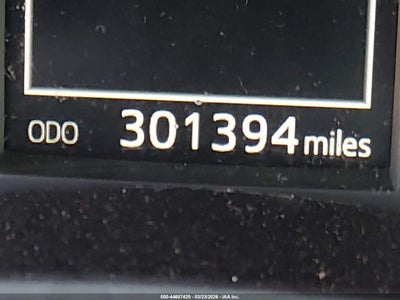 ODO 301394 miles
000-44687420 - 03/23/2026 - IAA Inc.